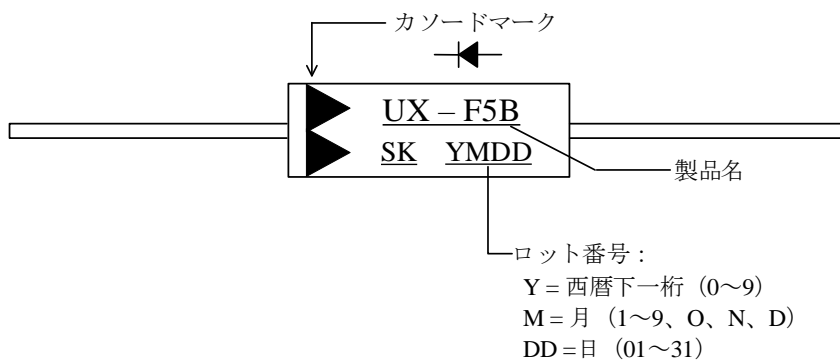 カソードマーク
UX – F5B
SK YMDD
製品名
ロット番号：
Y = 西暦下一桁（0～9）
M = 月（1～9、O、N、D）
DD =日（01～31）